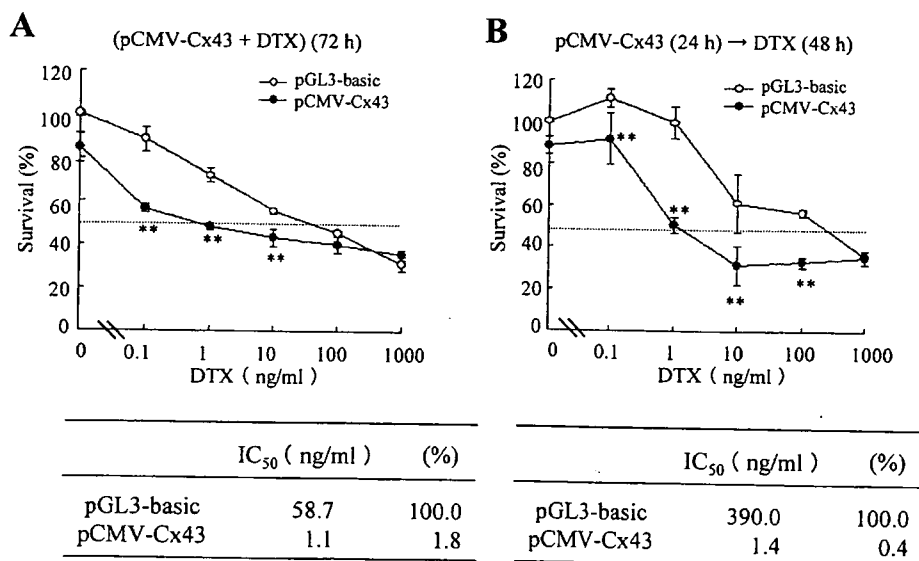 A
(pCMV-Cx43 + DTX) (72 h)
120
100
80
60
40
20
0
Survival (%)
pGL3-basic
pCMV-Cx43
**
**
**
0
0.1
1
10
100
1000
DTX ( ng/ml )
IC50 ( ng/ml ) (%)
pGL3-basic 58.7 100.0
pCMV-Cx43 1.1 1.8
B
pCMV-Cx43 (24 h) → DTX (48 h)
120
100
80
60
40
20
0
Survival (%)
pGL3-basic
pCMV-Cx43
**
**
**
**
0
0.1
1
10
100
1000
DTX ( ng/ml )
IC50 ( ng/ml ) (%)
pGL3-basic 390.0 100.0
pCMV-Cx43 1.4 0.4